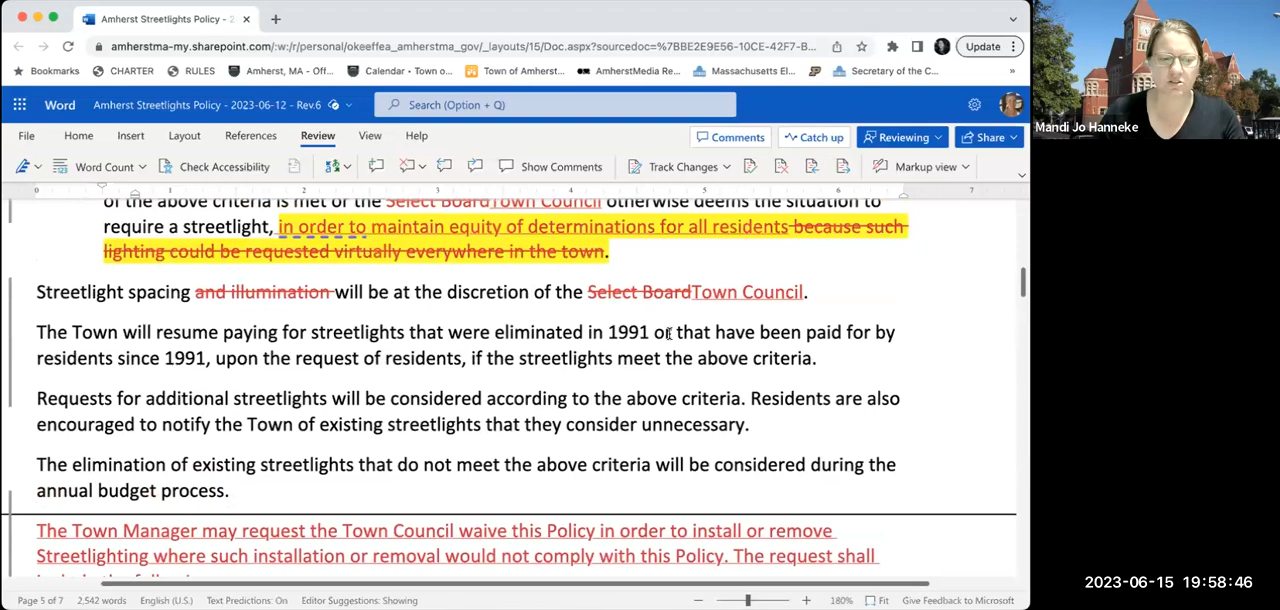 Amherst Streetlights Policy - 2
amherstma-my.sharepoint.com/:w:/r/personal/okeeffea_amherstma_gov/_layouts/15/Doc.aspx?sourcedoc=%7BBE2E9E56-10CE-42F7-B...
Update
Bookmarks CHARTER RULES Amherst, MA - Off... Calendar • Town o... Town of Amherst... AmherstMedia Re... Massachusetts El... Secretary of the C... »
Word Amherst Streetlights Policy - 2023-06-12 - Rev.6 Search (Option + Q)
File Home Insert Layout References Review View Help Comments Catch up Reviewing Share
Word Count Check Accessibility Show Comments Track Changes Markup view
0 1 2 3 4 5 6 7
of the above criteria is met or the Select BoardTown Council otherwise deems the situation to
require a streetlight, in order to maintain equity of determinations for all residents because such
lighting could be requested virtually everywhere in the town.
Streetlight spacing and illumination will be at the discretion of the Select BoardTown Council.
The Town will resume paying for streetlights that were eliminated in 1991 or that have been paid for by
residents since 1991, upon the request of residents, if the streetlights meet the above criteria.
Requests for additional streetlights will be considered according to the above criteria. Residents are also
encouraged to notify the Town of existing streetlights that they consider unnecessary.
The elimination of existing streetlights that do not meet the above criteria will be considered during the
annual budget process.
The Town Manager may request the Town Council waive this Policy in order to install or remove
Streetlighting where such installation or removal would not comply with this Policy. The request shall
Page 5 of 7 2,542 words English (U.S.) Text Predictions: On Editor Suggestions: Showing 180% Fit Give Feedback to Microsoft
Mandi Jo Hanneke
2023-06-15 19:58:46